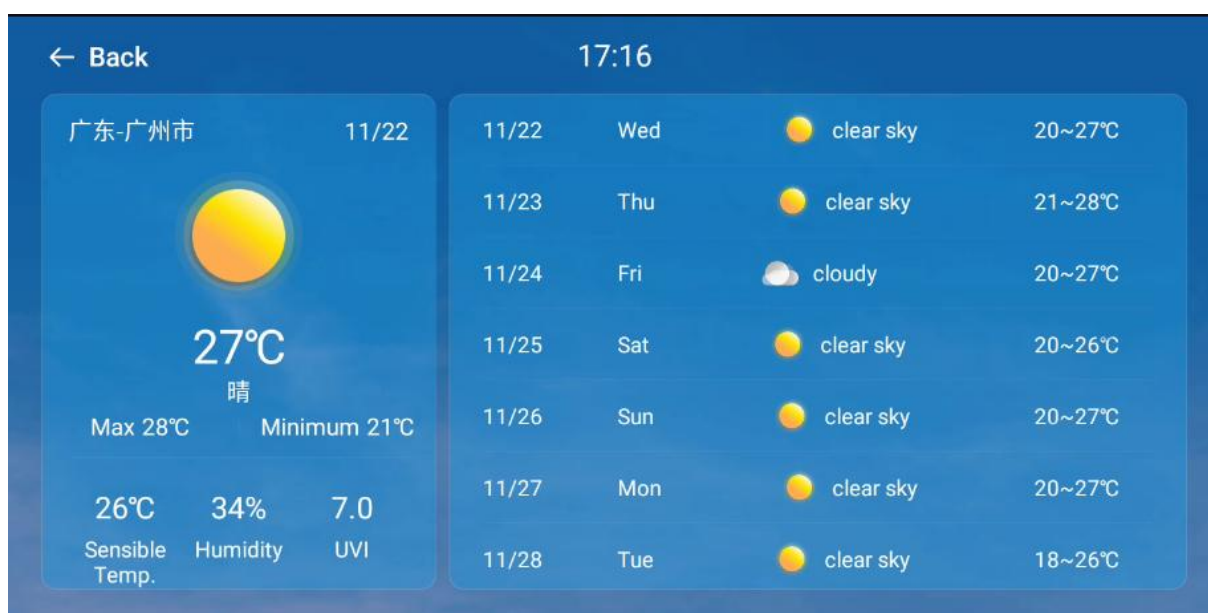 ← Back
17:16
广东-广州市 11/22
27℃
晴
Max 28℃ Minimum 21℃
26℃ 34% 7.0
Sensible Humidity UVI
Temp.
11/22 Wed clear sky 20~27℃
11/23 Thu clear sky 21~28℃
11/24 Fri cloudy 20~27℃
11/25 Sat clear sky 20~26℃
11/26 Sun clear sky 20~27℃
11/27 Mon clear sky 20~27℃
11/28 Tue clear sky 18~26℃